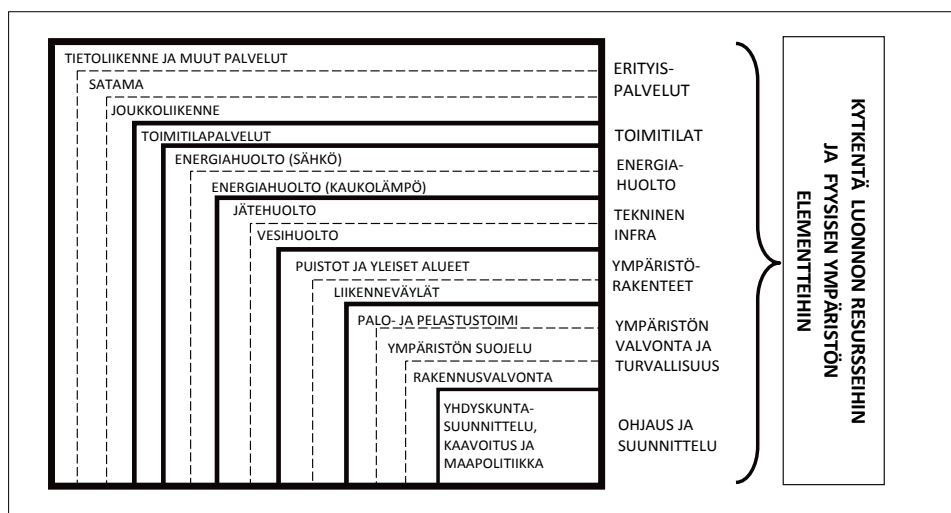 TIETOLIIKENNE JA MUUT PALVELUT
SATAMA
JOUKKOLIIKENNE
TOIMITILAPALVELUT
ENERGIAHUOLTO (SÄHKÖ)
ENERGIAHUOLTO (KAUKOLÄMPÖ)
JÄTEHUOLTO
VESIHUOLTO
PUISTOT JA YLEISET ALUEET
LIIKENNEVÄYLÄT
PALO- JA PELASTUSTOIMI
YMPÄRISTÖN SUOJELU
RAKENNUSVALVONTA
YHDYSKUNTA-
SUUNNITTELU,
KAAVOITUS JA
MAAPOLITIIKKA
ERITYIS-
PALVELUT
TOIMITILAT
ENERGIA-
HUOLTO
TEKNINEN
INFRA
YMPÄRISTÖ-
RAKENTEET
YMPÄRISTÖN
VALVONTA JA
TURVALLISUUS
OHJAUS JA
SUUNNITTELU
KYTKENTÄ LUONNON RESURSSEIHIN
JA FYYSISEN YMPÄRISTÖN
ELEMENTTEIHIN